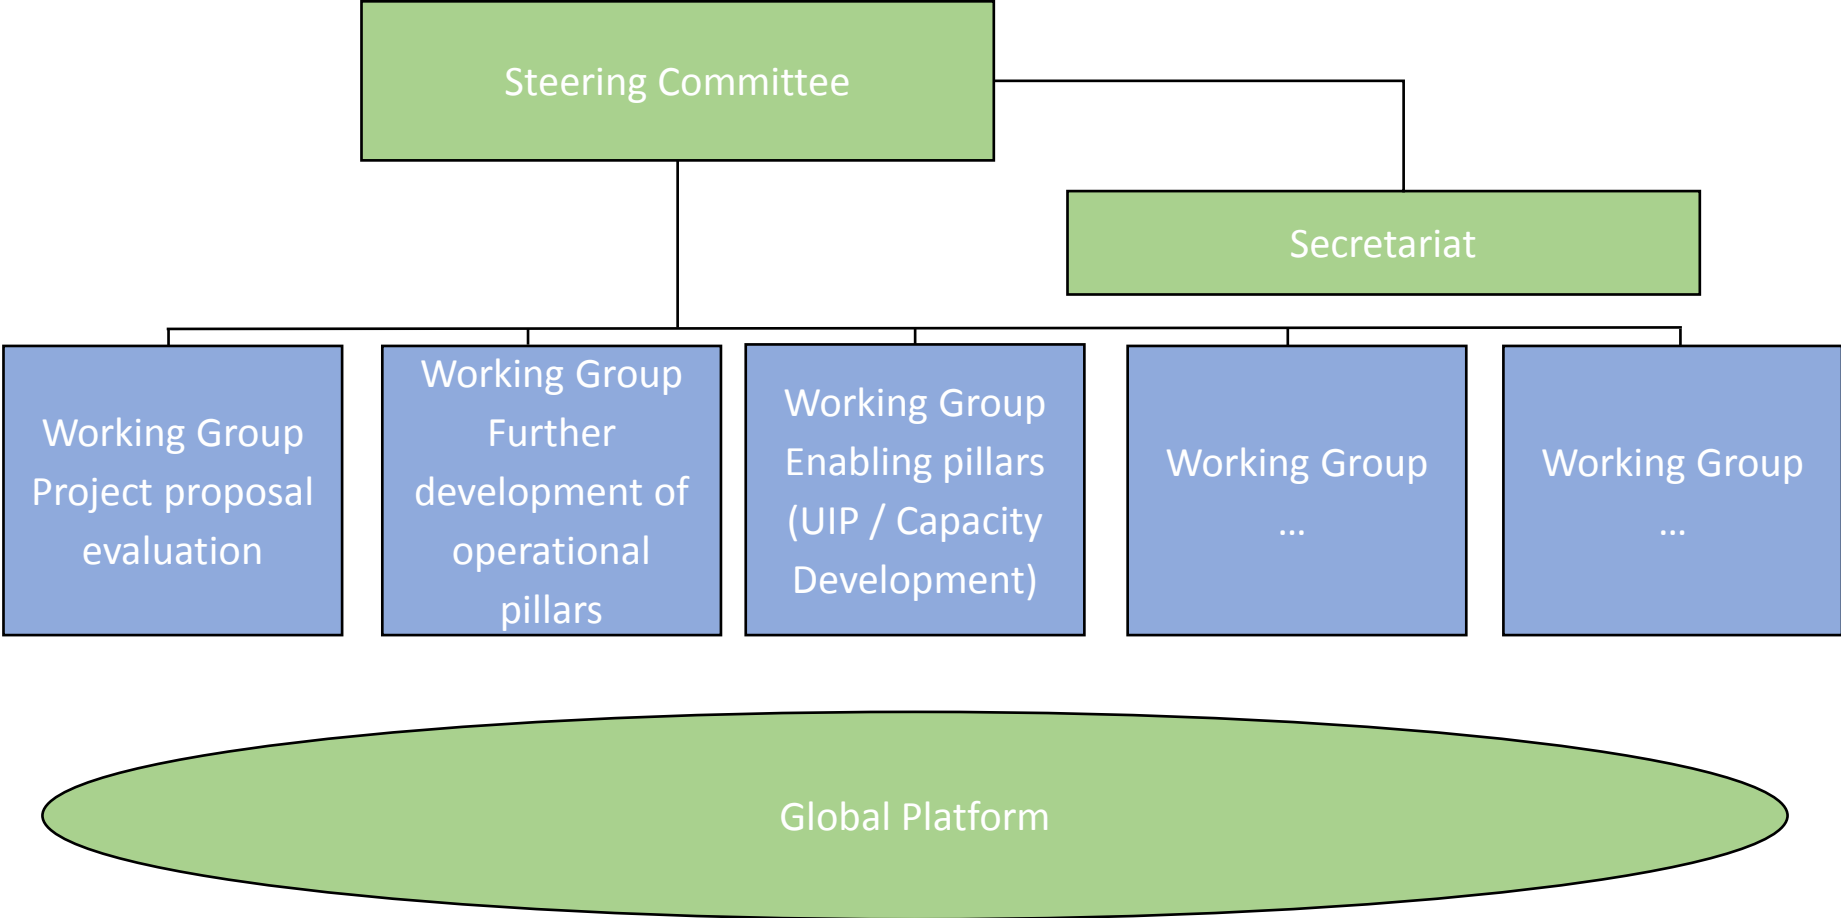 Steering Committee
Secretariat
Working Group
Project proposal
evaluation
Working Group
Further
development of
operational
pillars
Working Group
Enabling pillars
(UIP / Capacity
Development)
Working Group
...
Working Group
...
Global Platform